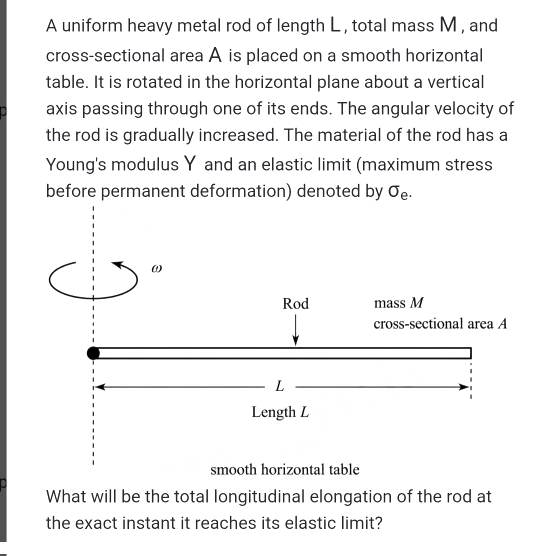 A uniform heavy metal rod of length L, total mass M, and
cross-sectional area A is placed on a smooth horizontal
table. It is rotated in the horizontal plane about a vertical
axis passing through one of its ends. The angular velocity of
the rod is gradually increased. The material of the rod has a
Young's modulus Y and an elastic limit (maximum stress
before permanent deformation) denoted by σe.
ω
Rod
mass M
cross-sectional area A
L
Length L
smooth horizontal table
What will be the total longitudinal elongation of the rod at
the exact instant it reaches its elastic limit?